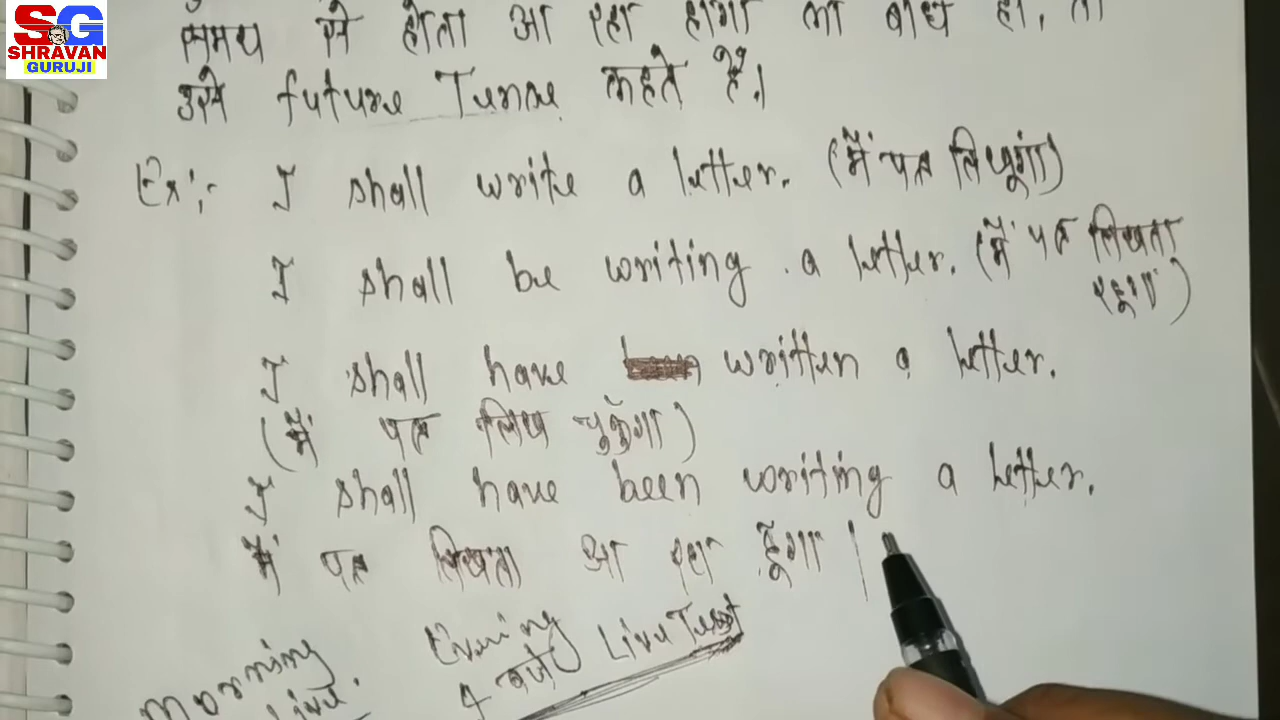 SG
SHRAVAN
GURUJI
समय से होता आ रहा होगा का बोध हो, तो
उसे future Tense कहते हैं।
Ex:- I shall write a letter. (मैं पत्र लिखूंगा)
I shall be writing a letter. (मैं पत्र लिखता
रहूंगा)
I shall have written a letter.
(मैं पत्र लिख चुकुंगा)
I shall have been writing a letter.
मैं पत्र लिखता आ रहा हूँगा |
Morning
Live.
Evening
4 बजे Live Test